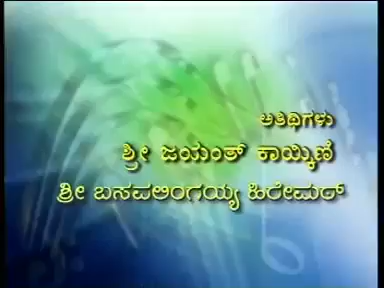 ಅತಿಥಿಗಳು
ಶ್ರೀ ಜಯಂತ್ ಕಾಯ್ಕಿಣಿ
ಶ್ರೀ ಬಸವಲಿಂಗಯ್ಯ ಹಿರೇಮಠ್